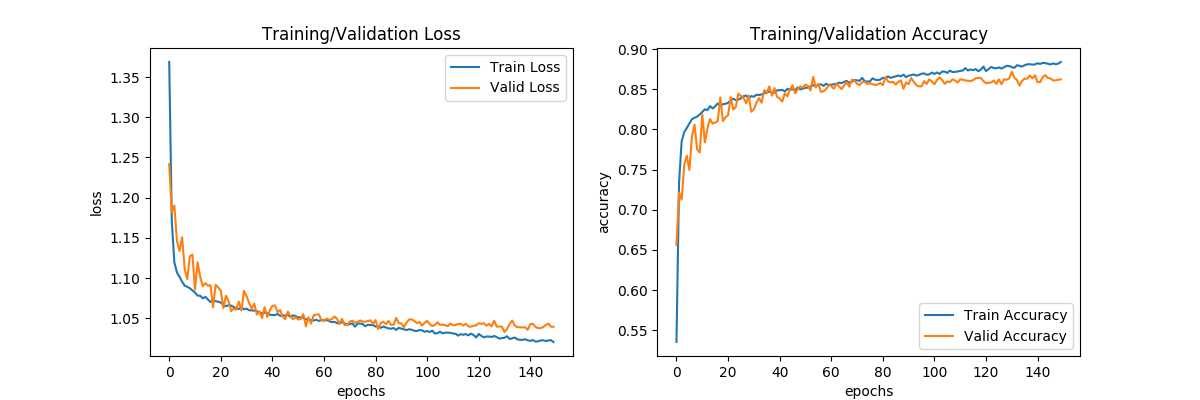 Training/Validation Loss
1.35
1.30
1.25
1.20
1.15
1.10
1.05
loss
Train Loss
Valid Loss
0 20 40 60 80 100 120 140
epochs
Training/Validation Accuracy
0.90
0.85
0.80
0.75
0.70
0.65
0.60
0.55
accuracy
Train Accuracy
Valid Accuracy
0 20 40 60 80 100 120 140
epochs